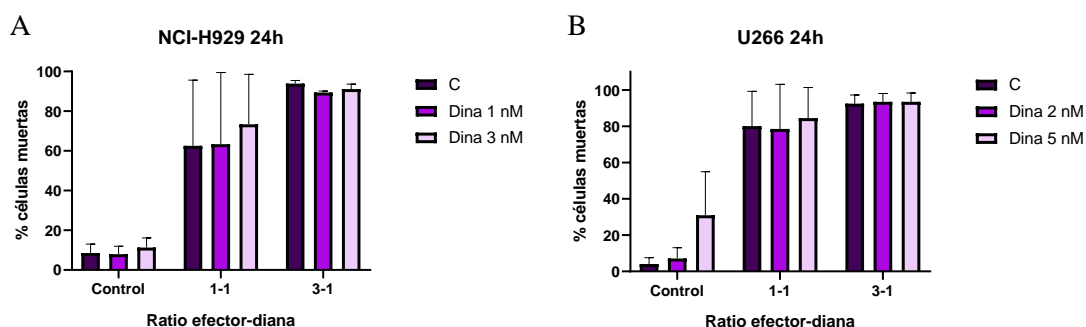 A
NCI-H929 24h
% células muertas
100
80
60
40
20
0
Control
1-1
3-1
Ratio efector-diana
C
Dina 1 nM
Dina 3 nM
B
U266 24h
% células muertas
100
80
60
40
20
0
Control
1-1
3-1
Ratio efector-diana
C
Dina 2 nM
Dina 5 nM